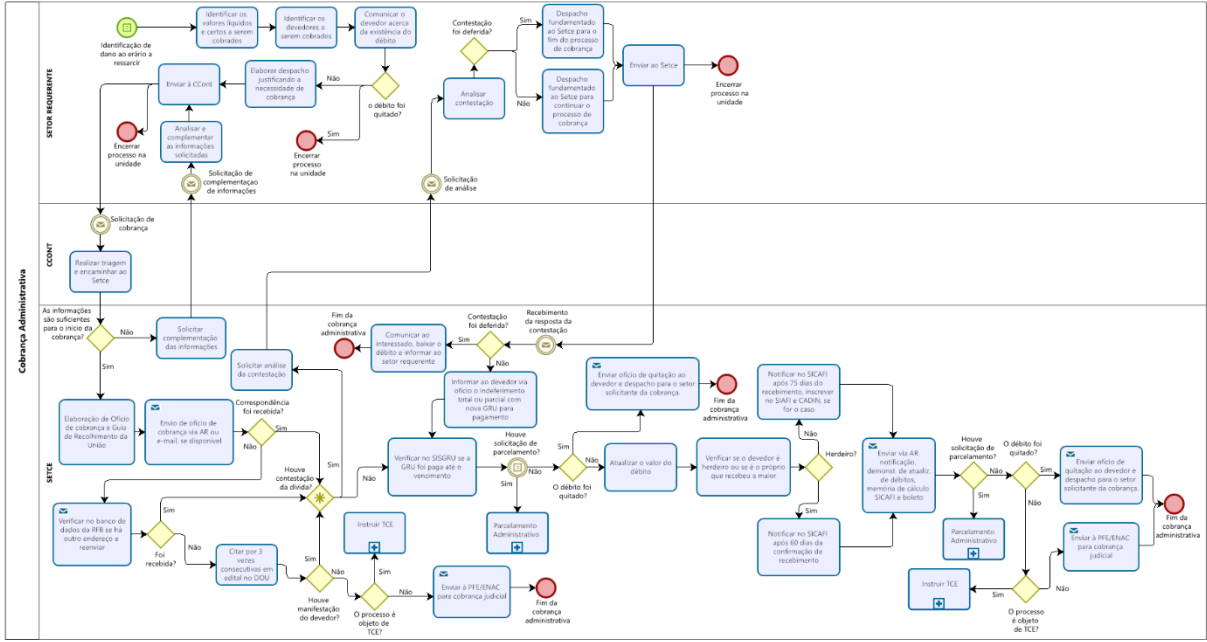 Cobrança Administrativa
SETOR REQUERENTE
Identificação de
dano ao erário a
ressarcir
Identificar os
valores líquidos
e certos a serem
cobrados
Identificar os
devedores a
serem cobrados
Comunicar o
devedor acerca
da existência do
débito
o débito foi
quitado?
Não
Sim
Encerrar
processo na
unidade
Elaborar despacho
justificando a
necessidade de
cobrança
Enviar à CCont
Encerrar
processo na
unidade
Analisar e
complementar
as informações
solicitadas
Solicitação de
complementaçao
de informações
Solicitação
de análise
Analisar
contestação
Contestação
foi deferida?
Sim
Não
Despacho
fundamentado
ao Setce para o
fim do processo
de cobrança
Despacho
fundamentado
ao Setce para
continuar o
processo de
cobrança
Enviar ao Setce
Encerrar
processo na
unidade
CCONT
Solicitação de
cobrança
Realizar triagem
e encaminhar ao
Setce
SETCE
As informações
são suficientes
para o início da
cobrança?
Não
Sim
Solicitar
complementação
das informações
Elaboração de Ofício
de cobrança e Guia
de Recolhimento da
União
Envio de ofício de
cobrança via AR ou
e-mail, se disponível
Correspondência
foi recebida?
Sim
Não
Verificar no banco de
dados da RFB se há
outro endereço e
reenviar
Foi
recebida?
Sim
Não
Citar por 3
vezes
consecutivas em
edital no DOU
Houve
manifestação
do devedor?
Sim
Não
Houve
contestação
da dívida?
Sim
Não
Solicitar análise
da contestação
O processo é
objeto de
TCE?
Sim
Não
Instruir TCE
Enviar à PFE/ENAC
para cobrança judicial
Fim da
cobrança
administrativa
Recebimento
da resposta da
contestação
Contestação
foi deferida?
Sim
Não
Comunicar ao
interessado, baixar o
débito e informar ao
setor requerente
Fim da
cobrança
administrativa
Informar ao devedor via
ofício o indeferimento
total ou parcial com
nova GRU para
pagamento
Verificar no SISGRU se a
GRU foi paga até o
vencimento
Houve
solicitação de
parcelamento?
Sim
Não
Parcelamento
Administrativo
O débito foi
quitado?
Sim
Não
Enviar ofício de quitação ao
devedor e despacho para o setor
solicitante da cobrança.
Fim da
cobrança
administrativa
Atualizar o valor do
débito
Verificar se o devedor é
herdeiro ou se é o próprio
que recebeu a maior
Herdeiro?
Não
Sim
Notificar no SICAFI
após 75 dias do
recebimento, inscrever
no SIAFI e CADIN, se
for o caso
Notificar no SICAFI
após 60 dias da
confirmação de
recebimento
Enviar via AR
notificação,
demonst. de atualiz.
de débitos,
memória de cálculo
SICAFI e boleto
Houve
solicitação de
parcelamento?
Sim
Não
Parcelamento
Administrativo
O débito foi
quitado?
Sim
Não
Enviar ofício de
quitação ao devedor e
despacho para o setor
solicitante da cobrança.
Fim da
cobrança
administrativa
Enviar à PFE/ENAC
para cobrança
judicial
O processo é
objeto de TCE?
Sim
Não
Instruir TCE